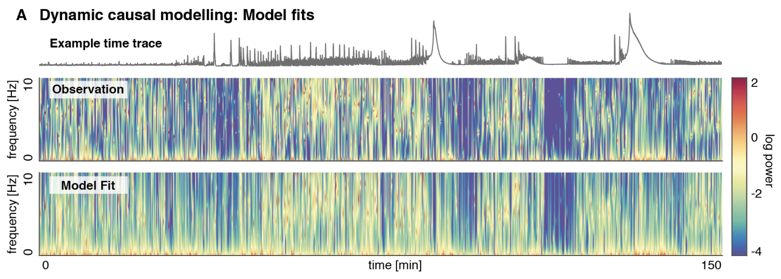 A Dynamic causal modelling: Model fits
Example time trace
Observation
frequency [Hz]
10
0
Model Fit
frequency [Hz]
10
0
0
time [min]
150
2
0
-2
-4
log power